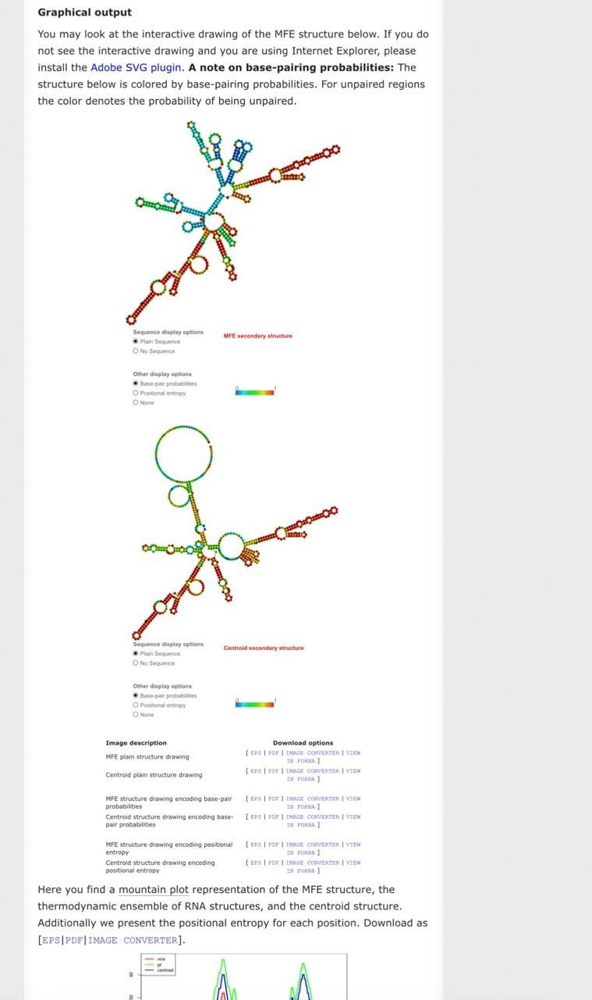 Graphical output
You may look at the interactive drawing of the MFE structure below. If you do
not see the interactive drawing and you are using Internet Explorer, please
install the Adobe SVG plugin. A note on base-pairing probabilities: The
structure below is colored by base-pairing probabilities. For unpaired regions
the color denotes the probability of being unpaired.
Sequence display options
Plain Sequence
No Sequence
MFE secondary structure
Other display options
Base-pair probabilities
Positional entropy
None
0 1
Sequence display options
Plain Sequence
No Sequence
Centroid secondary structure
Other display options
Base-pair probabilities
Positional entropy
None
0 1
Image description Download options
MFE plain structure drawing [ EPS | PDF | IMAGE CONVERTER | VIEW
IN FORNA ]
Centroid plain structure drawing [ EPS | PDF | IMAGE CONVERTER | VIEW
IN FORNA ]
MFE structure drawing encoding base-pair [ EPS | PDF | IMAGE CONVERTER | VIEW
probabilities IN FORNA ]
Centroid structure drawing encoding base- [ EPS | PDF | IMAGE CONVERTER | VIEW
pair probabilities IN FORNA ]
MFE structure drawing encoding positional [ EPS | PDF | IMAGE CONVERTER | VIEW
entropy IN FORNA ]
Centroid structure drawing encoding [ EPS | PDF | IMAGE CONVERTER | VIEW
positional entropy IN FORNA ]
Here you find a mountain plot representation of the MFE structure, the
thermodynamic ensemble of RNA structures, and the centroid structure.
Additionally we present the positional entropy for each position. Download as
[EPS|PDF|IMAGE CONVERTER].
mfe
pf
centroid
60
50